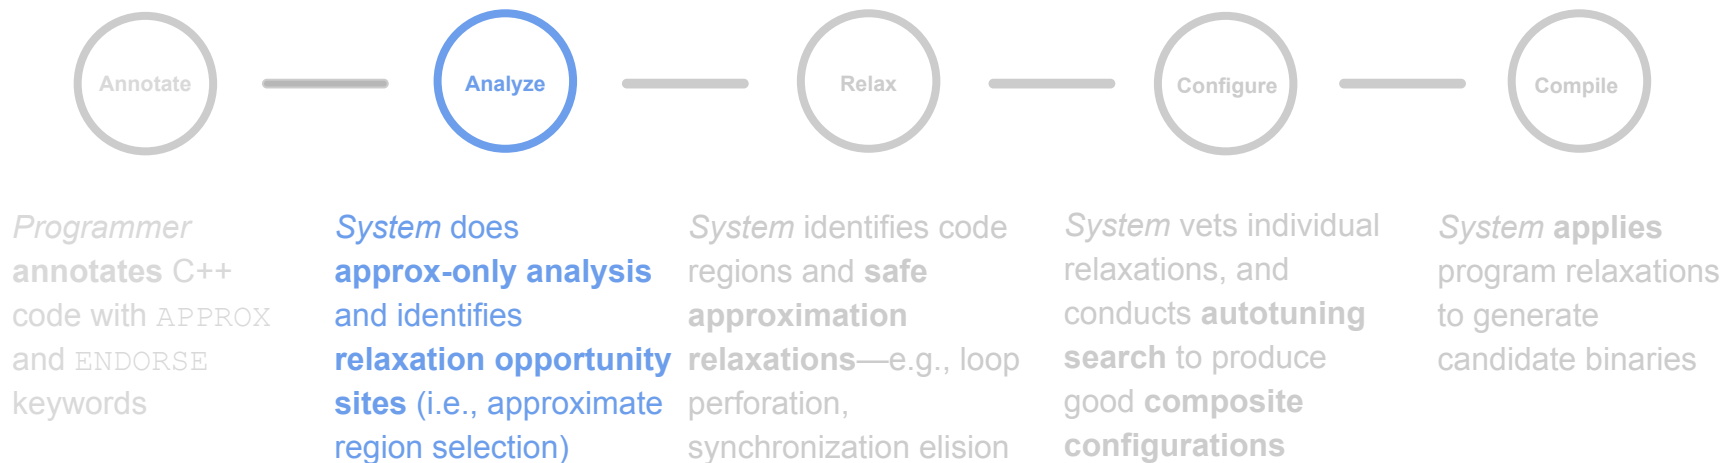 Annotate
Analyze
Relax
Configure
Compile
Programmer
annotates C++
code with APPROX
and ENDORSE
keywords
System does
approx-only analysis
and identifies
relaxation opportunity
sites (i.e., approximate
region selection)
System identifies code
regions and safe
approximation
relaxations—e.g., loop
perforation,
synchronization elision
System vets individual
relaxations, and
conducts autotuning
search to produce
good composite
configurations
System applies
program relaxations
to generate
candidate binaries